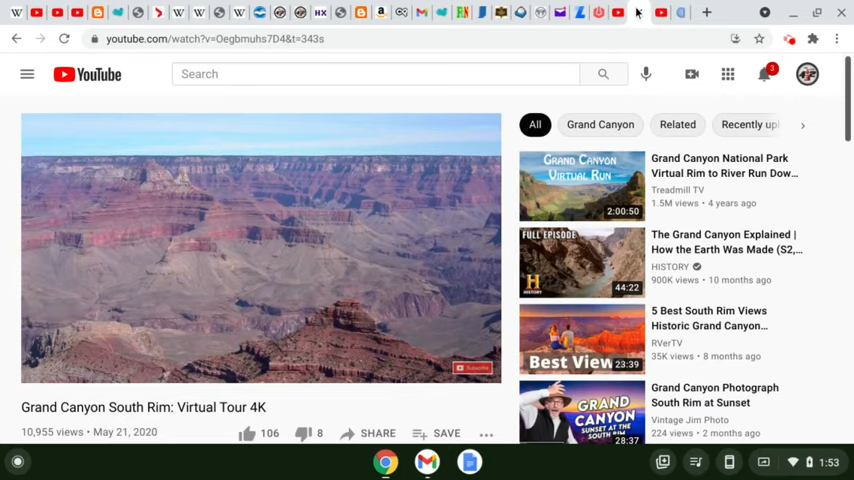 HX
youtube.com/watch?v=Oegbmuhs7D4&t=343s
YouTube
Search
3
All
Grand Canyon
Related
Recently upl
GRAND CANYON
VIRTUAL RUN
2:00:50
Grand Canyon National Park
Virtual Rim to River Run Dow...
Treadmill TV
1.5M views • 4 years ago
FULL EPISODE
H
HISTORY
44:22
The Grand Canyon Explained |
How the Earth Was Made (S2,...
HISTORY
900K views • 10 months ago
Best View
23:39
5 Best South Rim Views
Historic Grand Canyon...
RVerTV
35K views • 8 months ago
GRAND
CANYON
SUNSET AT THE
SOUTH RIM
28:37
Grand Canyon Photograph
South Rim at Sunset
Vintage Jim Photo
224 views • 2 months ago
Subscribe
Grand Canyon South Rim: Virtual Tour 4K
10,955 views • May 21, 2020
106
8
SHARE
SAVE
1:53